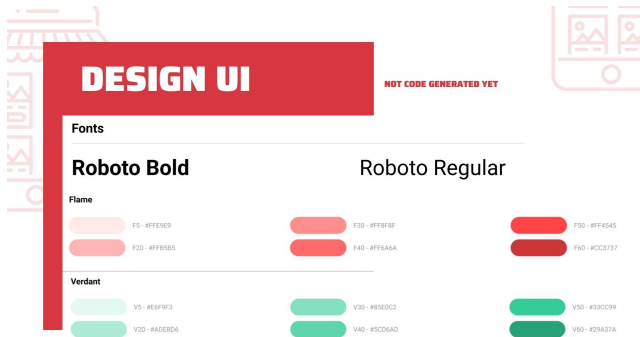 DESIGN UI
NOT CODE GENERATED YET
Fonts
Roboto Bold Roboto Regular
Flame
F5 - #FFE9E9 F30 - #FF8F8F F50 - #FF4545
F20 - #FFB5B5 F40 - #FF6A6A F60 - #CC3737
Verdant
V5 - #E6F9F3 V30 - #85E0C2 V50 - #33CC99
V20 - #ADEBD6 V40 - #5CD6AD V60 - #29A37A